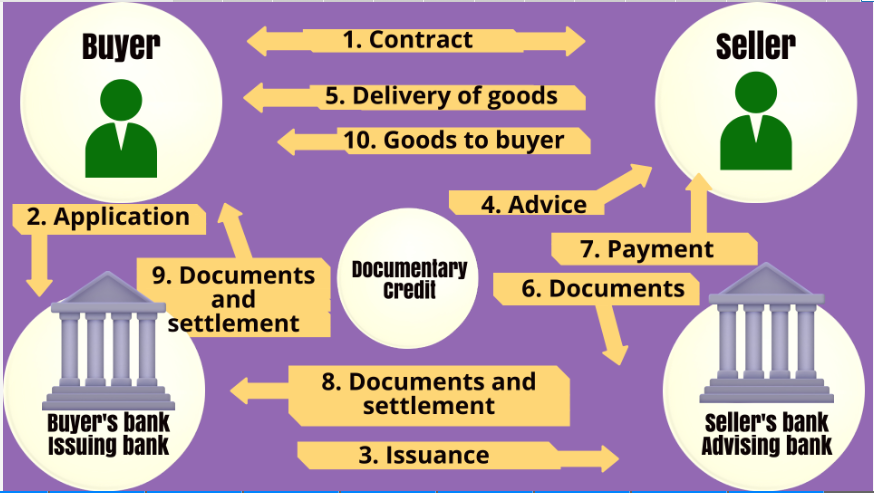 Buyer
1. Contract
Seller
5. Delivery of goods
10. Goods to buyer
2. Application
4. Advice
7. Payment
9. Documents
and
settlement
Documentary
Credit
6. Documents
8. Documents and
settlement
Buyer's bank
Issuing bank
Seller's bank
Advising bank
3. Issuance